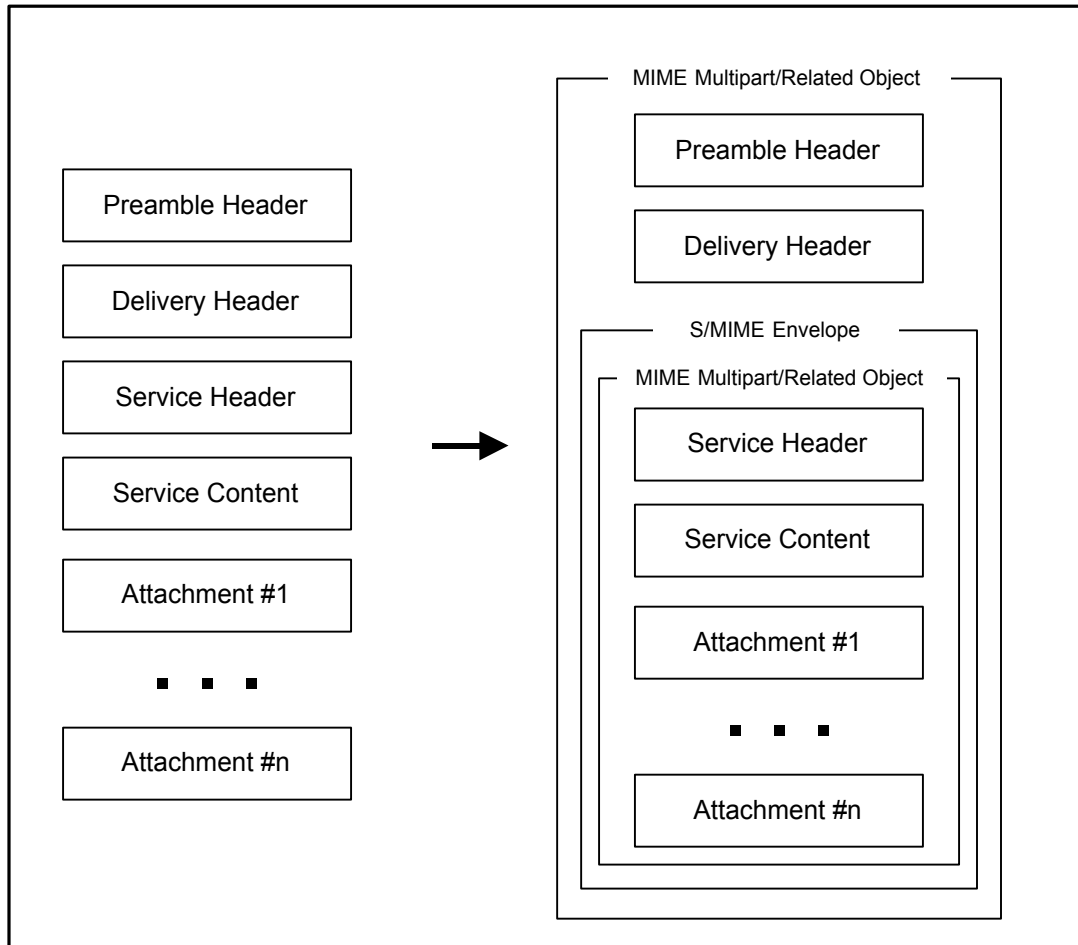 Preamble Header
Delivery Header
Service Header
Service Content
Attachment #1
Attachment #n
MIME Multipart/Related Object
Preamble Header
Delivery Header
S/MIME Envelope
MIME Multipart/Related Object
Service Header
Service Content
Attachment #1
Attachment #n